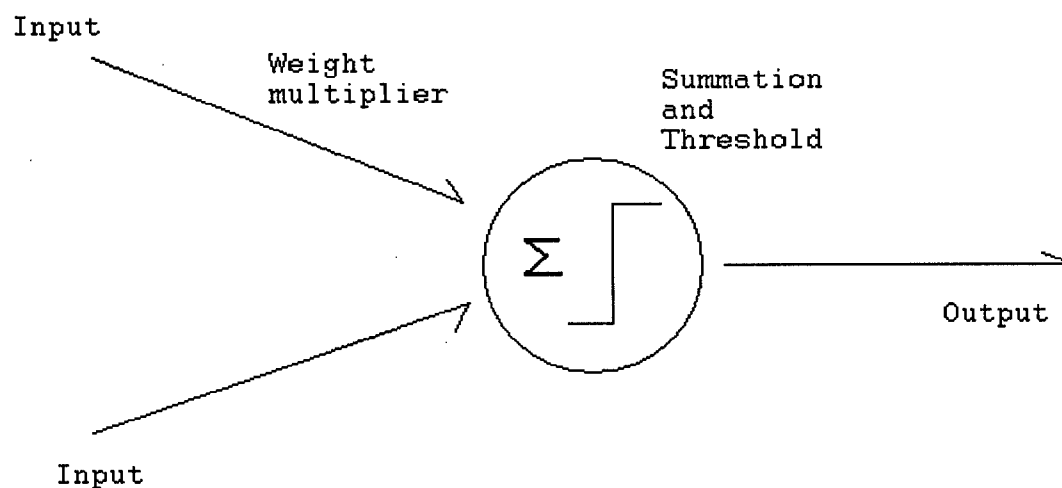 Input
Weight
multiplier
Summation
and
Threshold
Σ
Output
Input